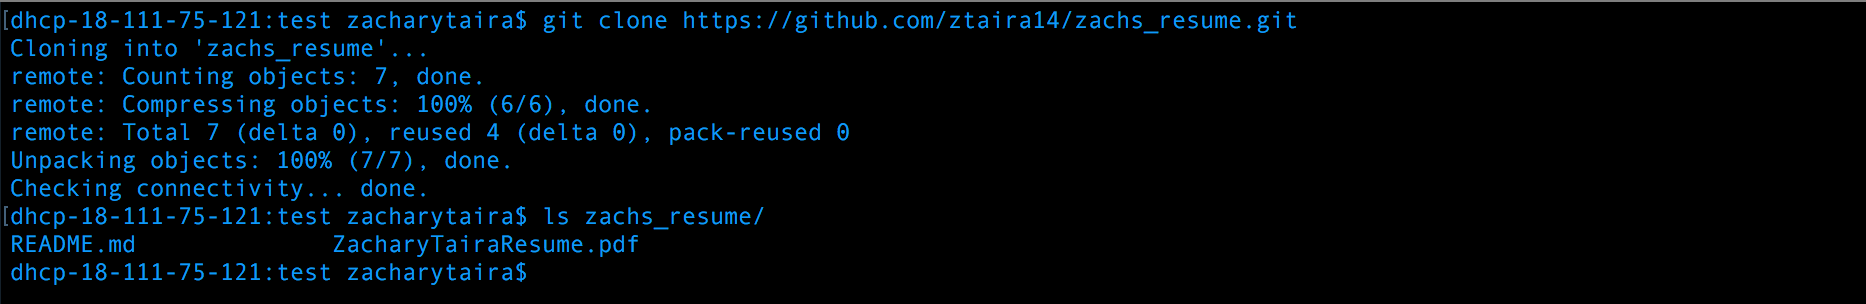 [dhcp-18-111-75-121:test zacharytaira$ git clone https://github.com/ztaira14/zachs_resume.git
Cloning into 'zachs_resume'...
remote: Counting objects: 7, done.
remote: Compressing objects: 100% (6/6), done.
remote: Total 7 (delta 0), reused 4 (delta 0), pack-reused 0
Unpacking objects: 100% (7/7), done.
Checking connectivity... done.
[dhcp-18-111-75-121:test zacharytaira$ ls zachs_resume/
README.md              ZacharyTairaResume.pdf
dhcp-18-111-75-121:test zacharytaira$